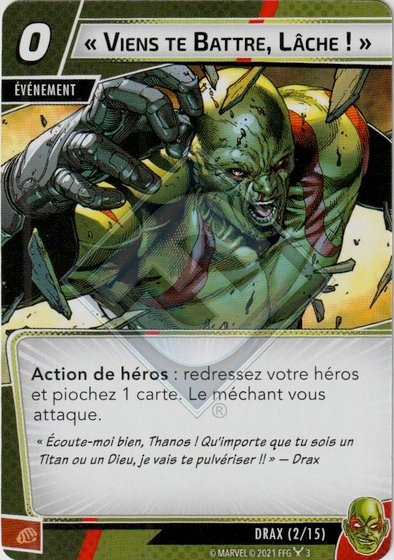 0
« Viens te Battre, Lâche ! »
ÉVÉNEMENT
Action de héros : redressez votre héros
et piochez 1 carte. Le méchant vous
attaque.
®
« Écoute-moi bien, Thanos ! Qu'importe que tu sois un
Titan ou un Dieu, je vais te pulvériser !! » — Drax
DRAX (2/15)
© MARVEL © 2021 FFG 3